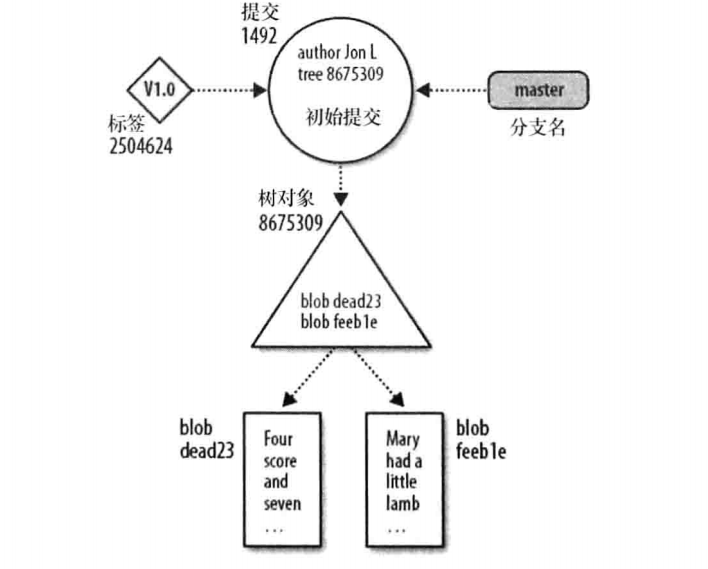 提交
1492
author Jon L
tree 8675309
初始提交
V1.0
标签
2504624
master
分支名
树对象
8675309
blob dead23
blob feeb1e
blob
dead23
Four
score
and
seven
...
Mary
had a
little
lamb
...
blob
feeb1e